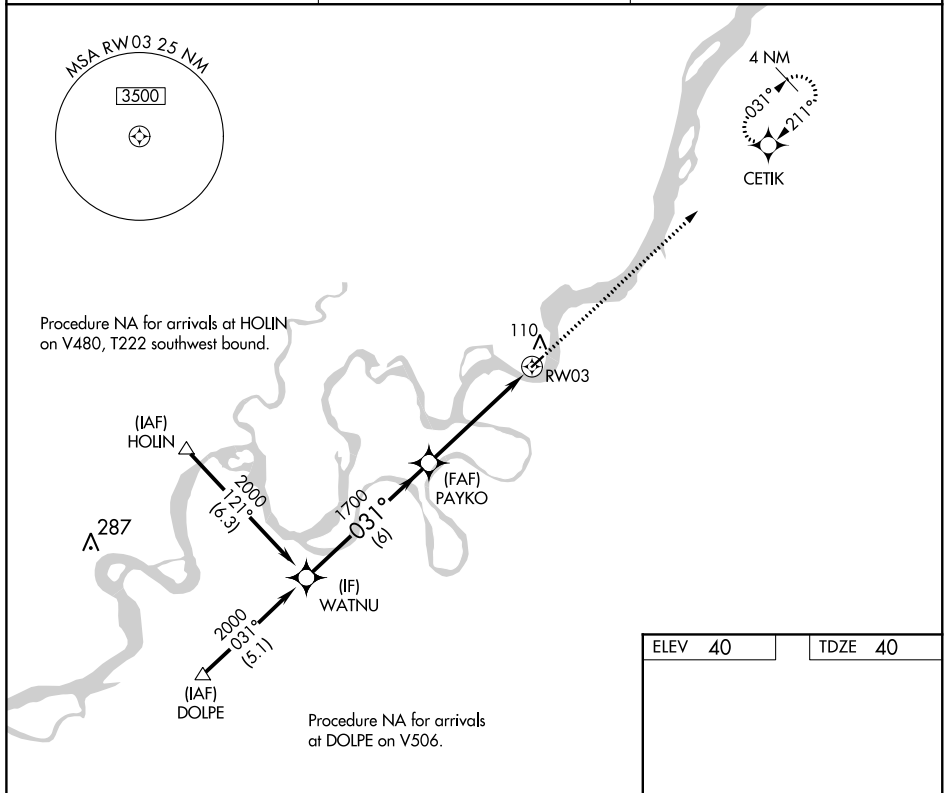 MSA RW03 25 NM
3500
4 NM
031°
211°
CETIK
Procedure NA for arrivals at HOLIN
on V480, T222 southwest bound.
110
RW03
(IAF)
HOLIN
2000
121°
(6.3)
(FAF)
PAYKO
1700
031°
(6)
287
(IF)
WATNU
2000
031°
(5.1)
(IAF)
DOLPE
Procedure NA for arrivals
at DOLPE on V506.
ELEV 40
TDZE 40